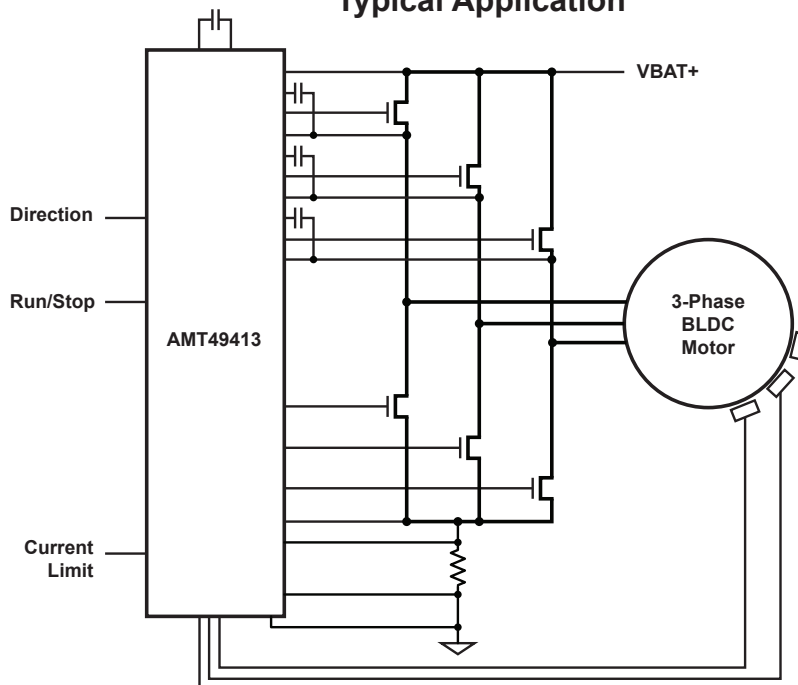 Typical Application
VBAT+
Direction
Run/Stop
AMT49413
3-Phase
BLDC
Motor
Current
Limit